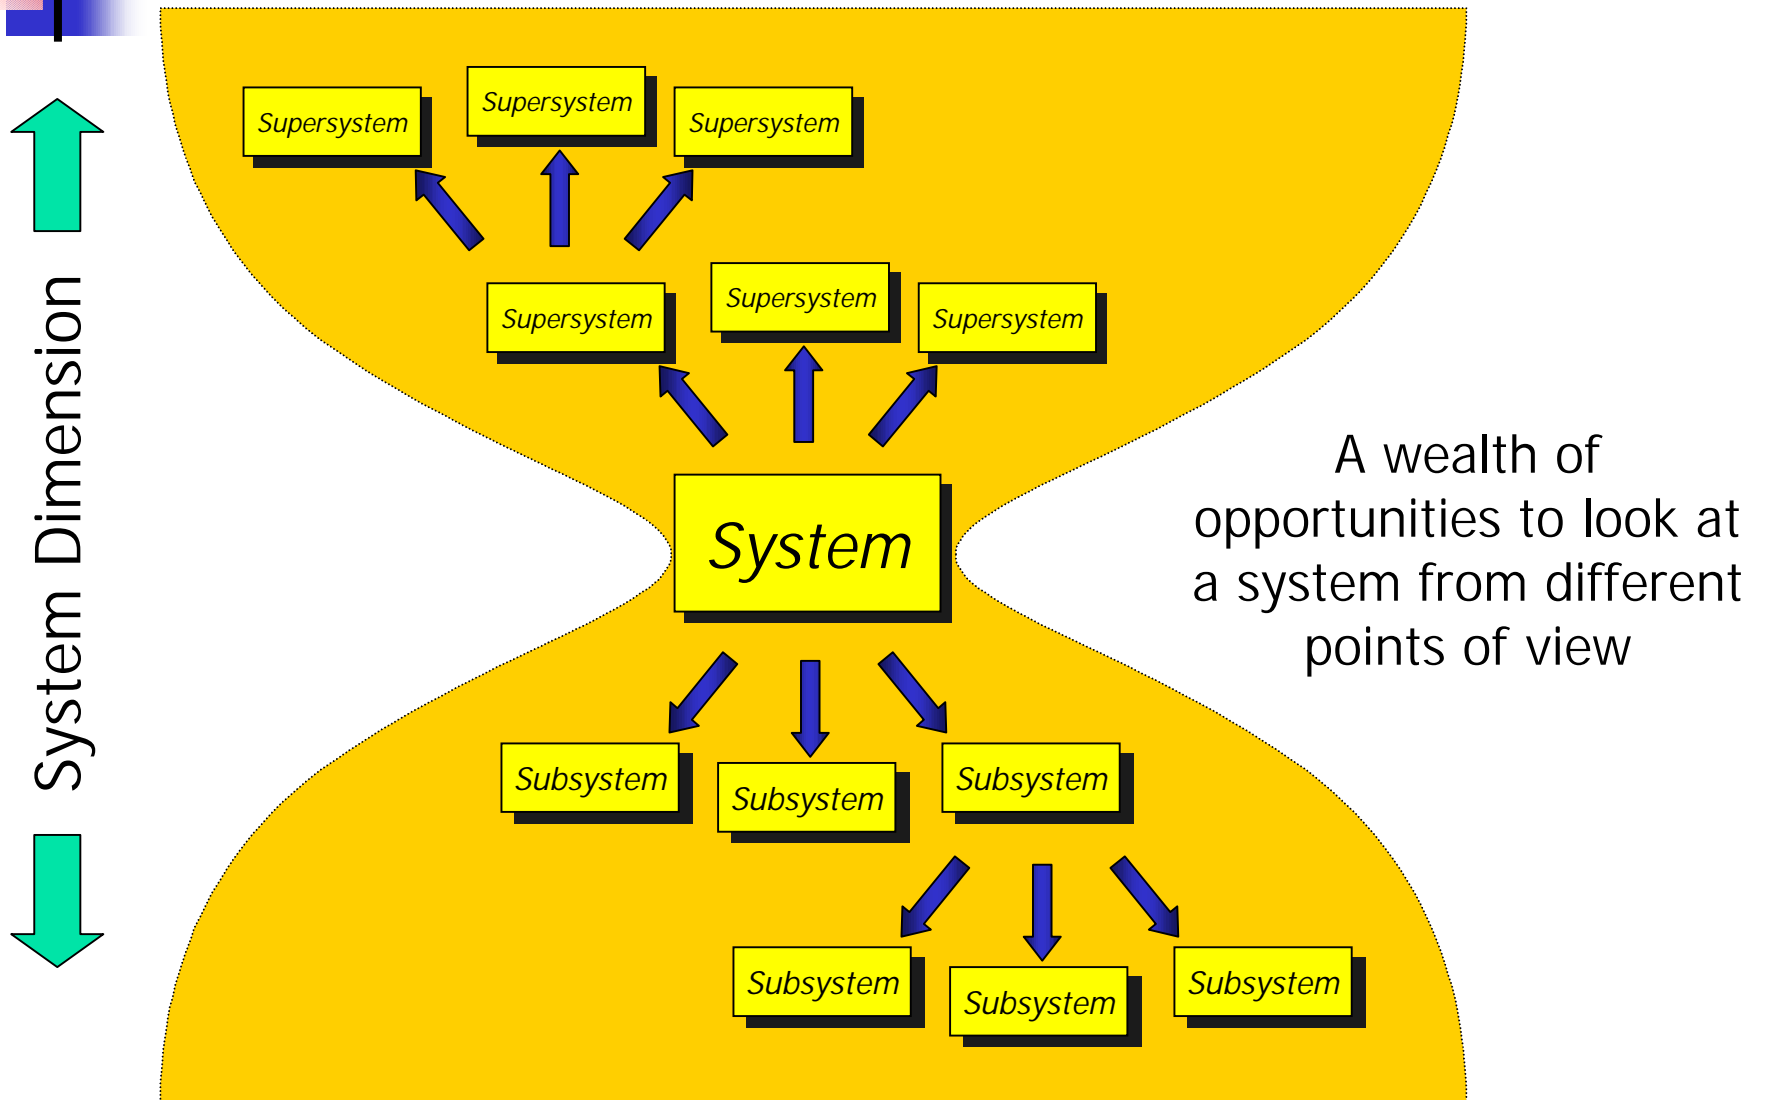 Supersystem
Supersystem
Supersystem
Supersystem
Supersystem
Supersystem
System Dimension
System
A wealth of
opportunities to look at
a system from different
points of view
Subsystem
Subsystem
Subsystem
Subsystem
Subsystem
Subsystem